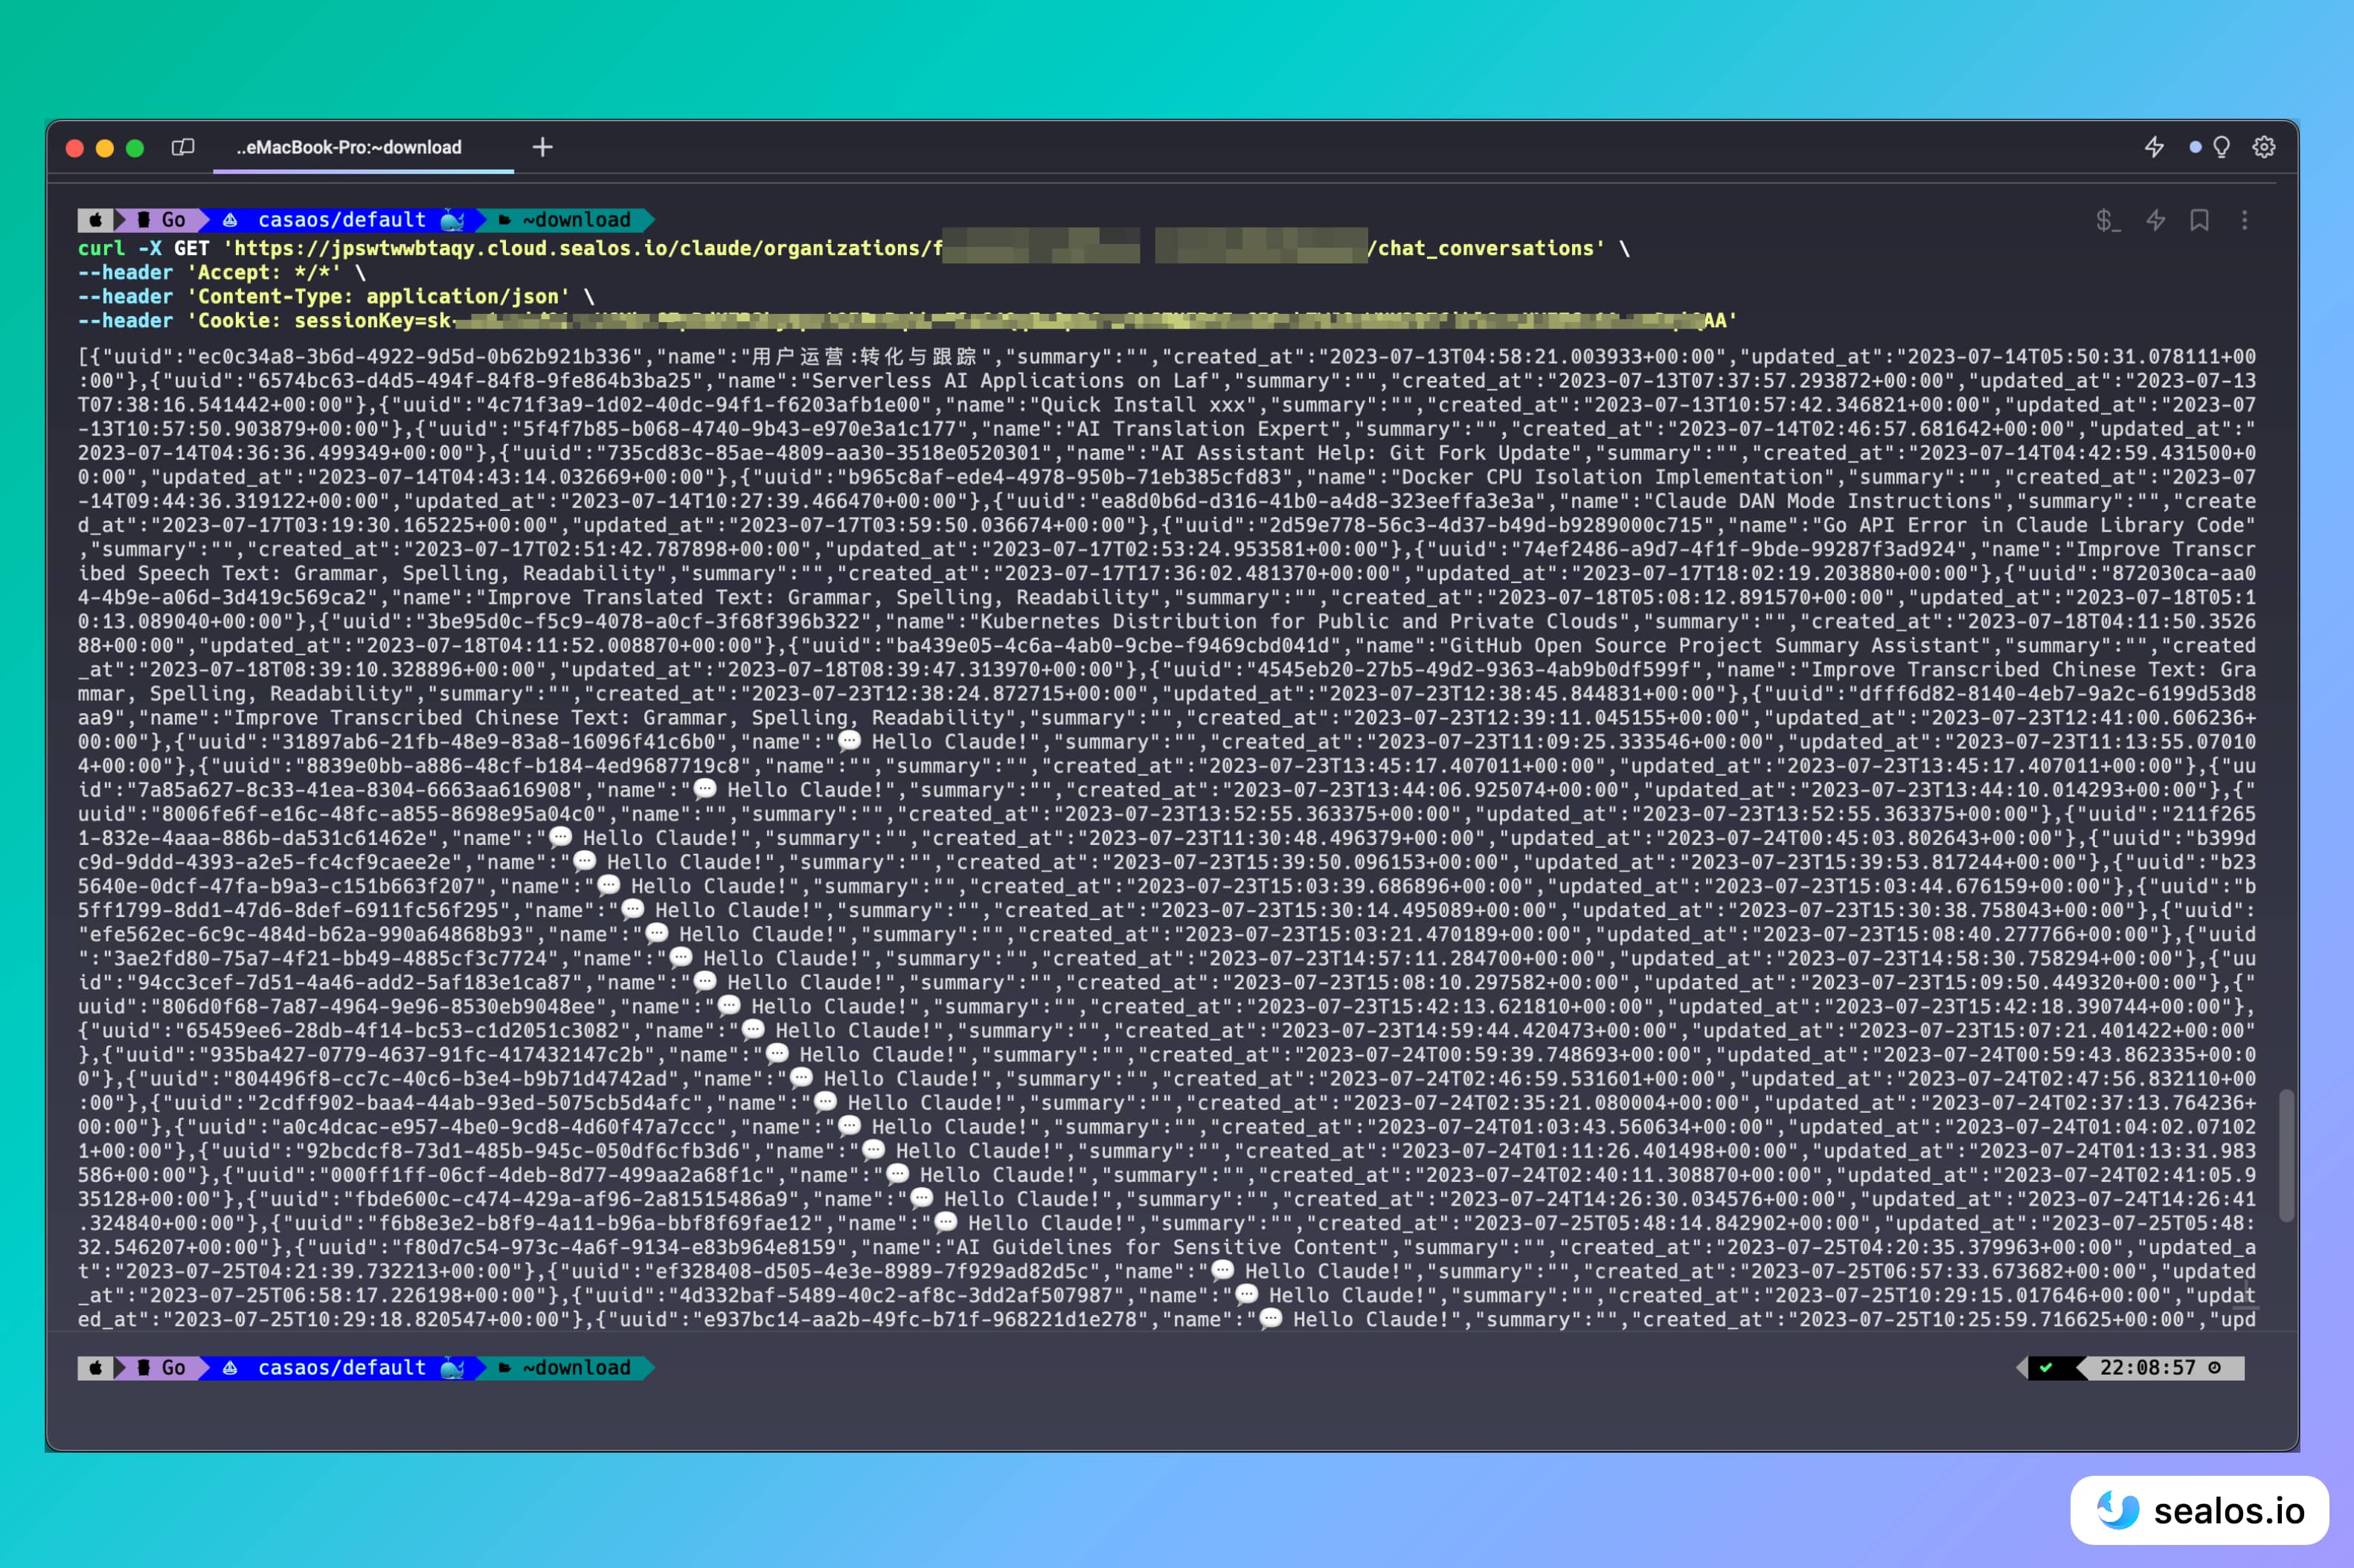 ..eMacBook-Pro:~download
Go casaos/default ~download
$_
curl -X GET 'https://jpswtwwbtaqy.cloud.sealos.io/claude/organizations/f /chat_conversations' \
--header 'Accept: */*' \
--header 'Content-Type: application/json' \
--header 'Cookie: sessionKey=sk- AA'
[{"uuid":"ec0c34a8-3b6d-4922-9d5d-0b62b921b336","name":"用户运营:转化与跟踪","summary":"","created_at":"2023-07-13T04:58:21.003933+00:00","updated_at":"2023-07-14T05:50:31.078111+00
:00"},{"uuid":"6574bc63-d4d5-494f-84f8-9fe864b3ba25","name":"Serverless AI Applications on Laf","summary":"","created_at":"2023-07-13T07:37:57.293872+00:00","updated_at":"2023-07-13
T07:38:16.541442+00:00"},{"uuid":"4c71f3a9-1d02-40dc-94f1-f6203afb1e00","name":"Quick Install xxx","summary":"","created_at":"2023-07-13T10:57:42.346821+00:00","updated_at":"2023-07
-13T10:57:50.903879+00:00"},{"uuid":"5f4f7b85-b068-4740-9b43-e970e3a1c177","name":"AI Translation Expert","summary":"","created_at":"2023-07-14T02:46:57.681642+00:00","updated_at":"
2023-07-14T04:36:36.499349+00:00"},{"uuid":"735cd83c-85ae-4809-aa30-3518e0520301","name":"AI Assistant Help: Git Fork Update","summary":"","created_at":"2023-07-14T04:42:59.431500+0
0:00","updated_at":"2023-07-14T04:43:14.032669+00:00"},{"uuid":"b965c8af-ede4-4978-950b-71eb385cfd83","name":"Docker CPU Isolation Implementation","summary":"","created_at":"2023-07
-14T09:44:36.319122+00:00","updated_at":"2023-07-14T10:27:39.466470+00:00"},{"uuid":"ea8d0b6d-d316-41b0-a4d8-323eeffa3e3a","name":"Claude DAN Mode Instructions","summary":"","create
d_at":"2023-07-17T03:19:30.165225+00:00","updated_at":"2023-07-17T03:59:50.036674+00:00"},{"uuid":"2d59e778-56c3-4d37-b49d-b9289000c715","name":"Go API Error in Claude Library Code"
,"summary":"","created_at":"2023-07-17T02:51:42.787898+00:00","updated_at":"2023-07-17T02:53:24.953581+00:00"},{"uuid":"74ef2486-a9d7-4f1f-9bde-99287f3ad924","name":"Improve Transcr
ibed Speech Text: Grammar, Spelling, Readability","summary":"","created_at":"2023-07-17T17:36:02.481370+00:00","updated_at":"2023-07-17T18:02:19.203880+00:00"},{"uuid":"872030ca-aa0
4-4b9e-a06d-3d419c569ca2","name":"Improve Translated Text: Grammar, Spelling, Readability","summary":"","created_at":"2023-07-18T05:08:12.891570+00:00","updated_at":"2023-07-18T05:1
0:13.089040+00:00"},{"uuid":"3be95d0c-f5c9-4078-a0cf-3f68f396b322","name":"Kubernetes Distribution for Public and Private Clouds","summary":"","created_at":"2023-07-18T04:11:50.3526
88+00:00","updated_at":"2023-07-18T04:11:52.008870+00:00"},{"uuid":"ba439e05-4c6a-4ab0-9cbe-f9469cbd041d","name":"GitHub Open Source Project Summary Assistant","summary":"","created
_at":"2023-07-18T08:39:10.328896+00:00","updated_at":"2023-07-18T08:39:47.313970+00:00"},{"uuid":"4545eb20-27b5-49d2-9363-4ab9b0df599f","name":"Improve Transcribed Chinese Text: Gra
mmar, Spelling, Readability","summary":"","created_at":"2023-07-23T12:38:24.872715+00:00","updated_at":"2023-07-23T12:38:45.844831+00:00"},{"uuid":"dfff6d82-8140-4eb7-9a2c-6199d53d8
aa9","name":"Improve Transcribed Chinese Text: Grammar, Spelling, Readability","summary":"","created_at":"2023-07-23T12:39:11.045155+00:00","updated_at":"2023-07-23T12:41:00.606236+
00:00"},{"uuid":"31897ab6-21fb-48e9-83a8-16096f41c6b0","name":"💬 Hello Claude!","summary":"","created_at":"2023-07-23T11:09:25.333546+00:00","updated_at":"2023-07-23T11:13:55.07010
4+00:00"},{"uuid":"8839e0bb-a886-48cf-b184-4ed9687719c8","name":"","summary":"","created_at":"2023-07-23T13:45:17.407011+00:00","updated_at":"2023-07-23T13:45:17.407011+00:00"},{"uu
id":"7a85a627-8c33-41ea-8304-6663aa616908","name":"💬 Hello Claude!","summary":"","created_at":"2023-07-23T13:44:06.925074+00:00","updated_at":"2023-07-23T13:44:10.014293+00:00"},{"
uuid":"8006fe6f-e16c-48fc-a855-8698e95a04c0","name":"","summary":"","created_at":"2023-07-23T13:52:55.363375+00:00","updated_at":"2023-07-23T13:52:55.363375+00:00"},{"uuid":"211f265
1-832e-4aaa-886b-da531c61462e","name":"💬 Hello Claude!","summary":"","created_at":"2023-07-23T11:30:48.496379+00:00","updated_at":"2023-07-24T00:45:03.802643+00:00"},{"uuid":"b399d
c9d-9ddd-4393-a2e5-fc4cf9caee2e","name":"💬 Hello Claude!","summary":"","created_at":"2023-07-23T15:39:50.096153+00:00","updated_at":"2023-07-23T15:39:53.817244+00:00"},{"uuid":"b23
5640e-0dcf-47fa-b9a3-c151b663f207","name":"💬 Hello Claude!","summary":"","created_at":"2023-07-23T15:03:39.686896+00:00","updated_at":"2023-07-23T15:03:44.676159+00:00"},{"uuid":"b
5ff1799-8dd1-47d6-8def-6911fc56f295","name":"💬 Hello Claude!","summary":"","created_at":"2023-07-23T15:30:14.495089+00:00","updated_at":"2023-07-23T15:30:38.758043+00:00"},{"uuid":
"efe562ec-6c9c-484d-b62a-990a64868b93","name":"💬 Hello Claude!","summary":"","created_at":"2023-07-23T15:03:21.470189+00:00","updated_at":"2023-07-23T15:08:40.277766+00:00"},{"uuid
":"3ae2fd80-75a7-4f21-bb49-4885cf3c7724","name":"💬 Hello Claude!","summary":"","created_at":"2023-07-23T14:57:11.284700+00:00","updated_at":"2023-07-23T14:58:30.758294+00:00"},{"uu
id":"94cc3cef-7d51-4a46-add2-5af183e1ca87","name":"💬 Hello Claude!","summary":"","created_at":"2023-07-23T15:08:10.297582+00:00","updated_at":"2023-07-23T15:09:50.449320+00:00"},{"
uuid":"806d0f68-7a87-4964-9e96-8530eb9048ee","name":"💬 Hello Claude!","summary":"","created_at":"2023-07-23T15:42:13.621810+00:00","updated_at":"2023-07-23T15:42:18.390744+00:00"},
{"uuid":"65459ee6-28db-4f14-bc53-c1d2051c3082","name":"💬 Hello Claude!","summary":"","created_at":"2023-07-23T14:59:44.420473+00:00","updated_at":"2023-07-23T15:07:21.401422+00:00"
},{"uuid":"935ba427-0779-4637-91fc-417432147c2b","name":"💬 Hello Claude!","summary":"","created_at":"2023-07-24T00:59:39.748693+00:00","updated_at":"2023-07-24T00:59:43.862335+00:0
0"},{"uuid":"804496f8-cc7c-40c6-b3e4-b9b71d4742ad","name":"💬 Hello Claude!","summary":"","created_at":"2023-07-24T02:46:59.531601+00:00","updated_at":"2023-07-24T02:47:56.832110+00
:00"},{"uuid":"2cdff902-baa4-44ab-93ed-5075cb5d4afc","name":"💬 Hello Claude!","summary":"","created_at":"2023-07-24T02:35:21.080004+00:00","updated_at":"2023-07-24T02:37:13.764236+
00:00"},{"uuid":"a0c4dcac-e957-4be0-9cd8-4d60f47a7ccc","name":"💬 Hello Claude!","summary":"","created_at":"2023-07-24T01:03:43.560634+00:00","updated_at":"2023-07-24T01:04:02.07102
1+00:00"},{"uuid":"92bcdcf8-73d1-485b-945c-050df6cfb3d6","name":"💬 Hello Claude!","summary":"","created_at":"2023-07-24T01:11:26.401498+00:00","updated_at":"2023-07-24T01:13:31.983
586+00:00"},{"uuid":"000ff1ff-06cf-4deb-8d77-499aa2a68f1c","name":"💬 Hello Claude!","summary":"","created_at":"2023-07-24T02:40:11.308870+00:00","updated_at":"2023-07-24T02:41:05.9
35128+00:00"},{"uuid":"fbde600c-c474-429a-af96-2a81515486a9","name":"💬 Hello Claude!","summary":"","created_at":"2023-07-24T14:26:30.034576+00:00","updated_at":"2023-07-24T14:26:41
.324840+00:00"},{"uuid":"f6b8e3e2-b8f9-4a11-b96a-bbf8f69fae12","name":"💬 Hello Claude!","summary":"","created_at":"2023-07-25T05:48:14.842902+00:00","updated_at":"2023-07-25T05:48:
32.546207+00:00"},{"uuid":"f80d7c54-973c-4a6f-9134-e83b964e8159","name":"AI Guidelines for Sensitive Content","summary":"","created_at":"2023-07-25T04:20:35.379963+00:00","updated_a
t":"2023-07-25T04:21:39.732213+00:00"},{"uuid":"ef328408-d505-4e3e-8989-7f929ad82d5c","name":"💬 Hello Claude!","summary":"","created_at":"2023-07-25T06:57:33.673682+00:00","updated
_at":"2023-07-25T06:58:17.226198+00:00"},{"uuid":"4d332baf-5489-40c2-af8c-3dd2af507987","name":"💬 Hello Claude!","summary":"","created_at":"2023-07-25T10:29:15.017646+00:00","updat
ed_at":"2023-07-25T10:29:18.820547+00:00"},{"uuid":"e937bc14-aa2b-49fc-b71f-968221d1e278","name":"💬 Hello Claude!","summary":"","created_at":"2023-07-25T10:25:59.716625+00:00","upd
Go casaos/default ~download
22:08:57
sealos.io